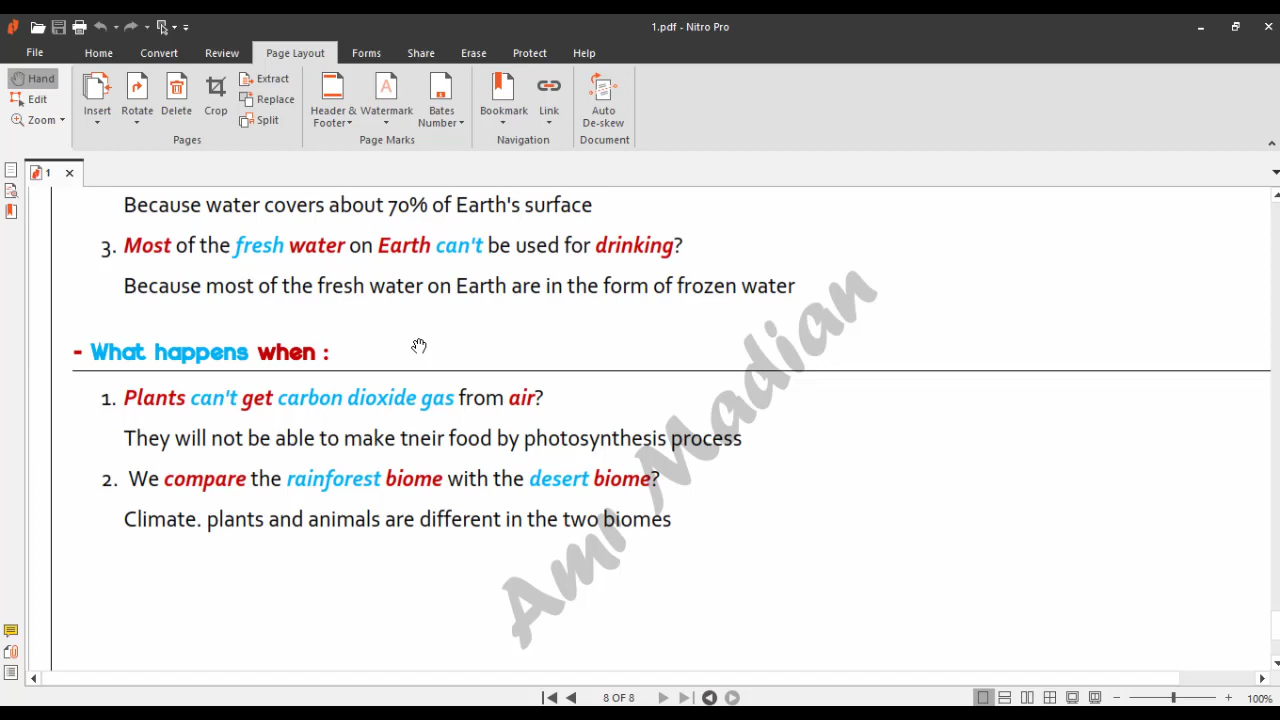 1.pdf - Nitro Pro
File Home Convert Review Page Layout Forms Share Erase Protect Help
Hand
Edit
Zoom
Insert Rotate Delete Crop
Extract
Replace
Split
Pages
Header & Footer Watermark Bates Number
Page Marks
Bookmark Link
Navigation
Auto De-skew
Document
1
Because water covers about 70% of Earth's surface
3. Most of the fresh water on Earth can't be used for drinking?
Because most of the fresh water on Earth are in the form of frozen water
- What happens when :
1. Plants can't get carbon dioxide gas from air?
They will not be able to make tneir food by photosynthesis process
2. We compare the rainforest biome with the desert biome?
Climate. plants and animals are different in the two biomes
Amr Madian
8 OF 8
100%